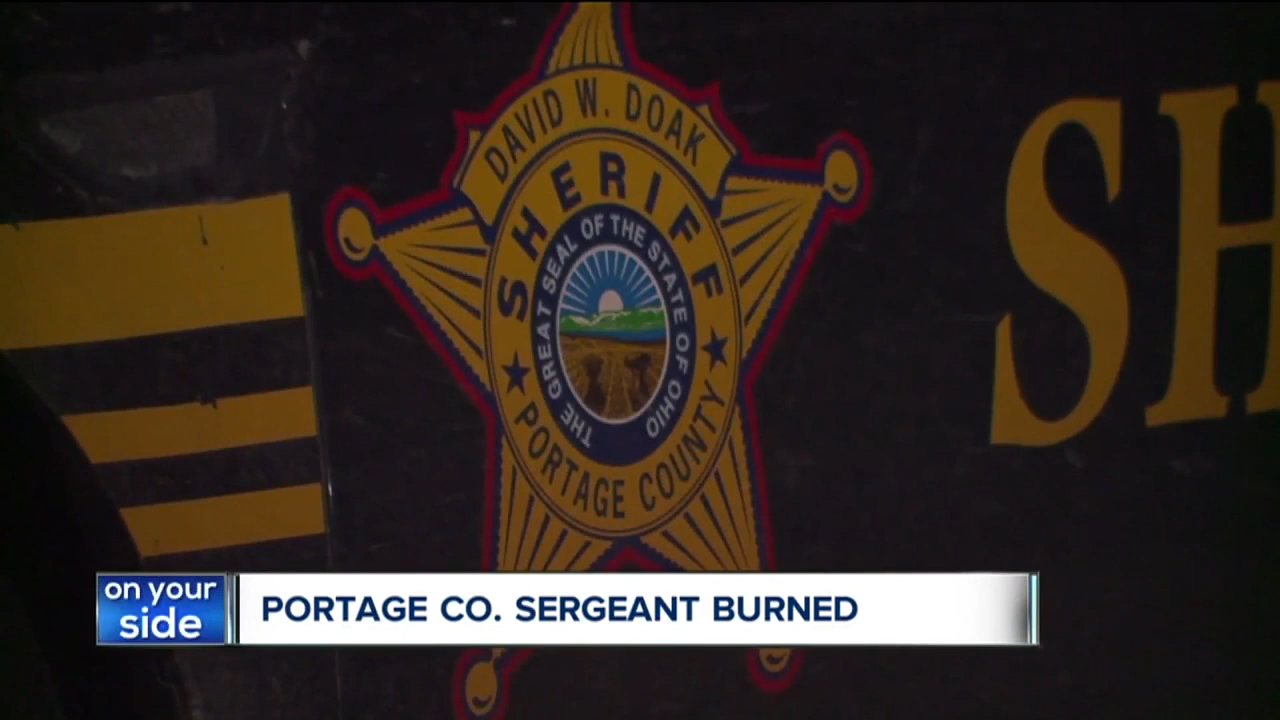 DAVID W. DOAK
SHERIFF
THE GREAT SEAL OF THE STATE OF OHIO
PORTAGE COUNTY
SH
on your
side
PORTAGE CO. SERGEANT BURNED